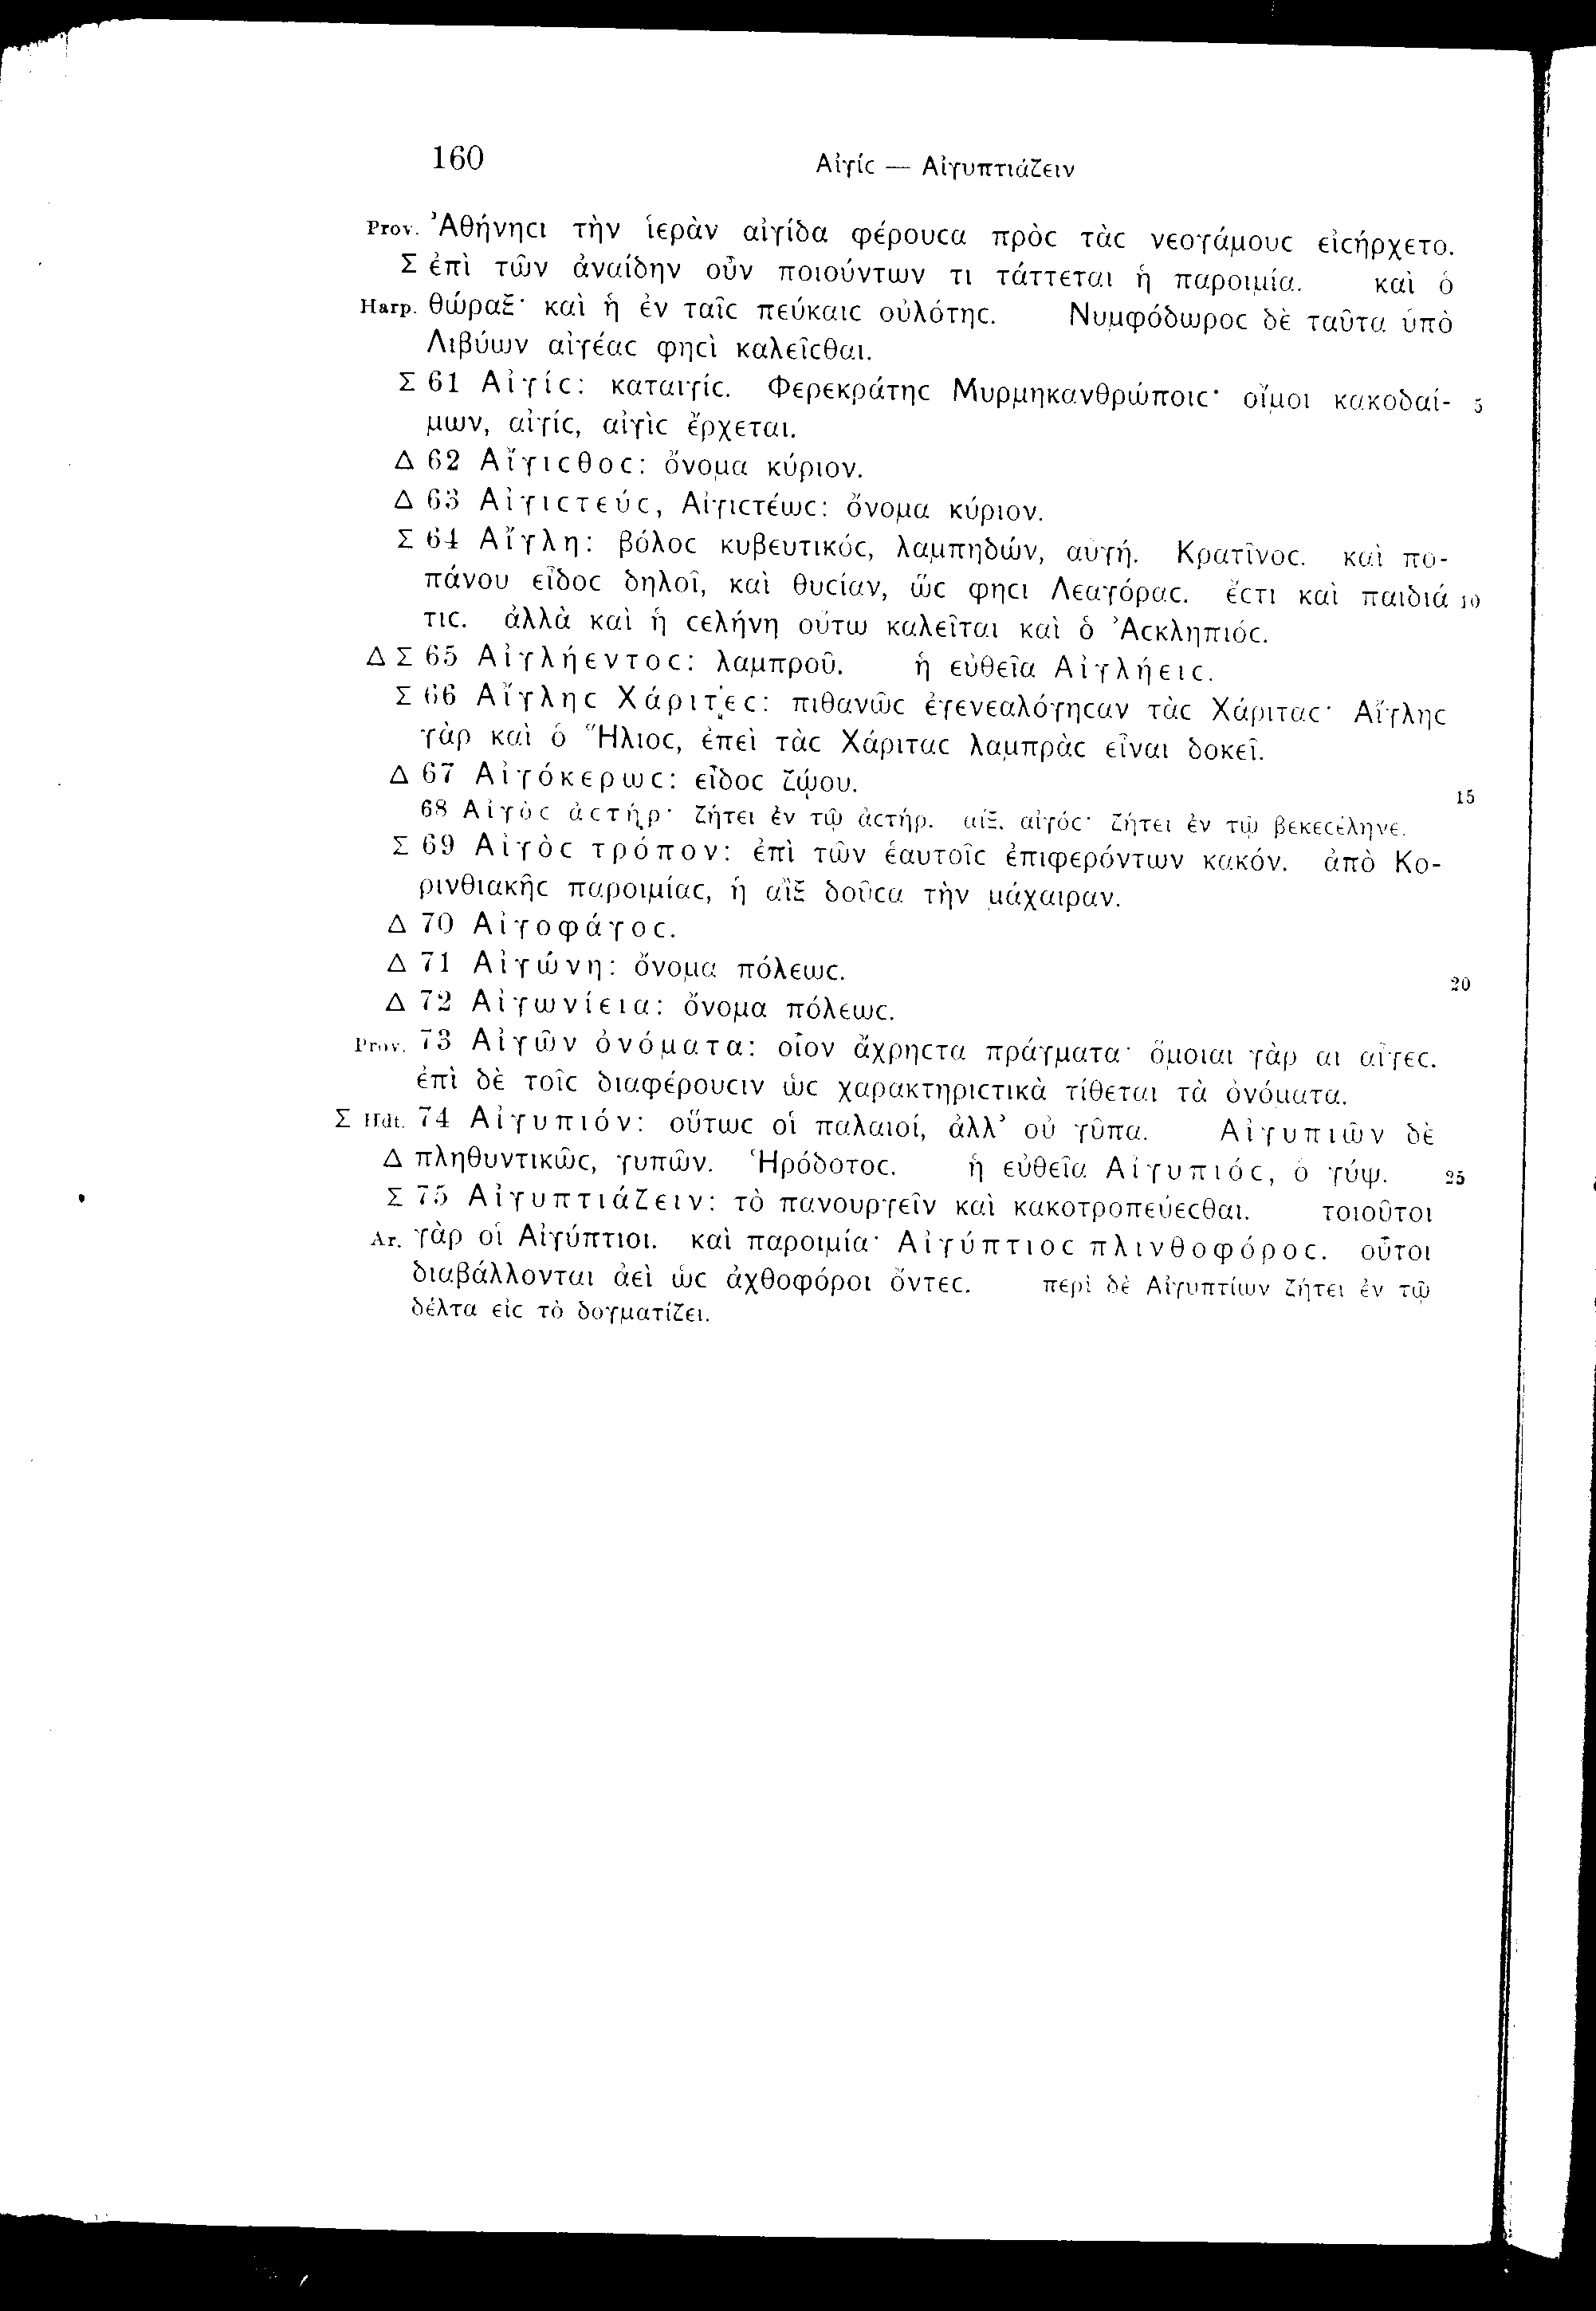 160 Αἰγίϲ — Αἰγυπτιάζειν
Prov. Ἀθήνηϲι τὴν ἱερὰν αἰγίδα φέρουϲα πρὸϲ τὰϲ νεογάμουϲ εἰϲήρχετο.
Σ ἐπὶ τῶν ἀναίδην οὖν ποιούντων τι τάττεται ἡ παροιμία. καὶ ὁ
Harp. θώραξ· καὶ ἡ ἐν ταῖϲ πεύκαιϲ οὐλότηϲ. Νυμφόδωροϲ δὲ ταῦτα ὑπὸ
Λιβύων αἰγέαϲ φηϲὶ καλεῖϲθαι.
Σ 61 Αἰγίϲ: καταιγίϲ. Φερεκράτηϲ Μυρμηκανθρώποιϲ· οἴμοι κακοδαί- 5
μων, αἰγίϲ, αἰγὶϲ ἔρχεται.
Δ 62 Αἴγιϲθοϲ: ὄνομα κύριον.
Δ 63 Αἰγιϲτεύϲ, Αἰγιϲτέωϲ: ὄνομα κύριον.
Σ 64 Αἴγλη: βόλοϲ κυβευτικόϲ, λαμπηδών, αὐγή. Κρατῖνοϲ. καὶ πο-
πάνου εἶδοϲ δηλοῖ, καὶ θυϲίαν, ὥϲ φηϲι Λεαγόραϲ. ἔϲτι καὶ παιδιά 10
τιϲ. ἀλλὰ καὶ ἡ ϲελήνη οὕτω καλεῖται καὶ ὁ Ἀϲκληπιόϲ.
Δ Σ 65 Αἰγλήεντοϲ: λαμπροῦ. ἡ εὐθεῖα Αἰγλήειϲ.
Σ 66 Αἴγληϲ Χάριτεϲ: πιθανῶϲ ἐγενεαλόγηϲαν τὰϲ Χάριταϲ· Αἴγληϲ
γὰρ καὶ ὁ Ἥλιοϲ, ἐπεὶ τὰϲ Χάριταϲ λαμπρὰϲ εἶναι δοκεῖ.
Δ 67 Αἰγόκερωϲ: εἶδοϲ ζῴου. 15
68 Αἰγὸϲ ἀϲτήρ· ζήτει ἐν τῷ ἀϲτήρ. αἴξ, αἰγόϲ· ζήτει ἐν τῷ βεκεϲέληνε.
Σ 69 Αἰγὸϲ τρόπον: ἐπὶ τῶν ἑαυτοῖϲ ἐπιφερόντων κακόν. ἀπὸ Κο-
ρινθιακῆϲ παροιμίαϲ, ἡ αἲξ δοῦϲα τὴν μάχαιραν.
Δ 70 Αἰγοφάγοϲ.
Δ 71 Αἰγώνη: ὄνομα πόλεωϲ. 20
Δ 72 Αἰγωνίεια: ὄνομα πόλεωϲ.
Prov. 73 Αἰγῶν ὀνόματα: οἷον ἄχρηϲτα πράγματα· ὅμοιαι γὰρ αἱ αἶγεϲ.
ἐπὶ δὲ τοῖϲ διαφέρουϲιν ὡϲ χαρακτηριϲτικὰ τίθεται τὰ ὀνόματα.
Σ Hdt. 74 Αἰγυπιόν: οὕτωϲ οἱ παλαιοί, ἀλλ’ οὐ γῦπα. Αἰγυπιῶν δὲ
Δ πληθυντικῶϲ, γυπῶν. Ἡρόδοτοϲ. ἡ εὐθεῖα Αἰγυπιόϲ, ὁ γύψ. 25
Σ 75 Αἰγυπτιάζειν: τὸ πανουργεῖν καὶ κακοτροπεύεϲθαι. τοιοῦτοι
Ar. γὰρ οἱ Αἰγύπτιοι. καὶ παροιμία· Αἰγύπτιοϲ πλινθοφόροϲ. οὗτοι
διαβάλλονται ἀεὶ ὡϲ ἀχθοφόροι ὄντεϲ. περὶ δὲ Αἰγυπτίων ζήτει ἐν τῷ
δέλτα εἰϲ τὸ δογματίζει.